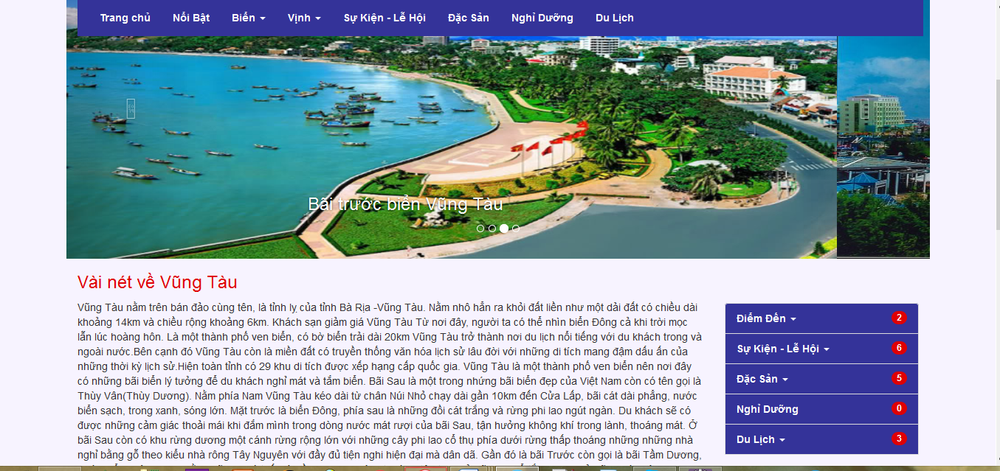 Trang chủ Nổi Bật Biển Vịnh Sự Kiện - Lễ Hội Đặc Sản Nghỉ Dưỡng Du Lịch
Bãi trước biển Vũng Tàu
Vài nét về Vũng Tàu
Vũng Tàu nằm trên bán đảo cùng tên, là tỉnh lỵ của tỉnh Bà Rịa -Vũng Tàu. Nằm nhô hẳn ra khỏi đất liền như một dải đất có chiều dài
khoảng 14km và chiều rộng khoảng 6km. Khách sạn giảm giá Vũng Tàu Từ nơi đây, người ta có thể nhìn biển Đông cả khi trời mọc
lẫn lúc hoàng hôn. Là một thành phố ven biển, có bờ biển trải dài 20km Vũng Tàu trở thành nơi du lịch nổi tiếng với du khách trong và
ngoài nước.Bên cạnh đó Vũng Tàu còn là miền đất có truyền thống văn hóa lịch sử lâu đời với những di tích mang đậm dấu ấn của
những thời kỳ lịch sử.Hiện toàn tỉnh có 29 khu di tích được xếp hạng cấp quốc gia. Vũng Tàu là một thành phố ven biển nên nơi đây
có những bãi biển lý tưởng để du khách nghỉ mát và tắm biển. Bãi Sau là một trong nhứng bãi biển đẹp của Việt Nam còn có tên gọi là
Thùy Vân(Thùy Dương). Nằm phía Nam Vũng Tàu kéo dài từ chân Núi Nhỏ chạy dài gần 10km đến Cửa Lấp, bãi cát dài phẳng, nước
biển sạch, trong xanh, sóng lớn. Mặt trước là biển Đông, phía sau là những đồi cát trắng và rừng phi lao ngút ngàn. Du khách sẽ có
được những cảm giác thoải mái khi đắm mình trong dòng nước mát rượi của bãi Sau, tận hưởng không khí trong lành, thoáng mát. Ở
bãi Sau còn có khu rừng dương một cánh rừng rộng lớn với những cây phi lao cổ thụ phía dưới rừng thấp thoáng những những nhà
nghỉ bằng gỗ theo kiểu nhà rông Tây Nguyên với đầy đủ tiện nghi hiện đại mà dân dã. Gần đó là bãi Trước còn gọi là bãi Tầm Dương,
Điểm Đến 2
Sự Kiện - Lễ Hội 6
Đặc Sản 5
Nghỉ Dưỡng 0
Du Lịch 3